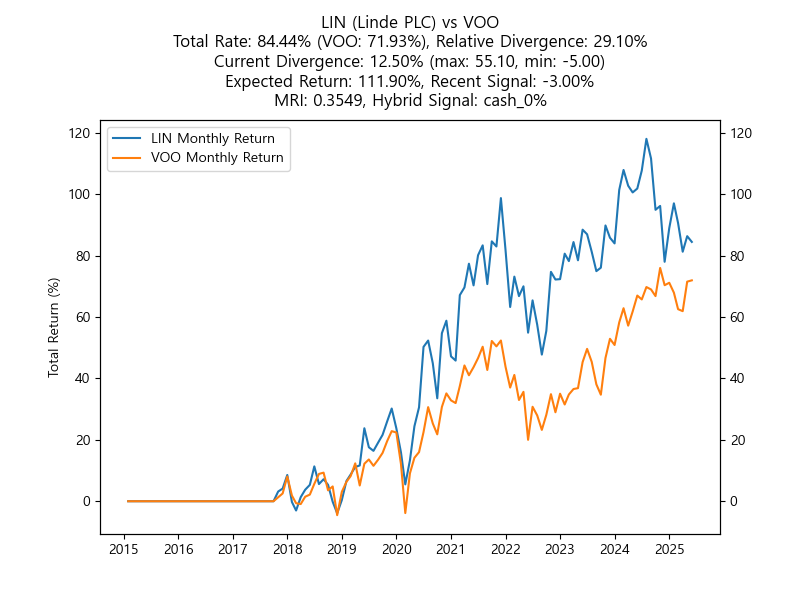 LIN (Linde PLC) vs VOO
Total Rate: 84.44% (VOO: 71.93%), Relative Divergence: 29.10%
Current Divergence: 12.50% (max: 55.10, min: -5.00)
Expected Return: 111.90%, Recent Signal: -3.00%
MRI: 0.3549, Hybrid Signal: cash_0%
LIN Monthly Return
VOO Monthly Return
Total Return (%)
120
100
80
60
40
20
0
120
100
80
60
40
20
0
2015 2016 2017 2018 2019 2020 2021 2022 2023 2024 2025